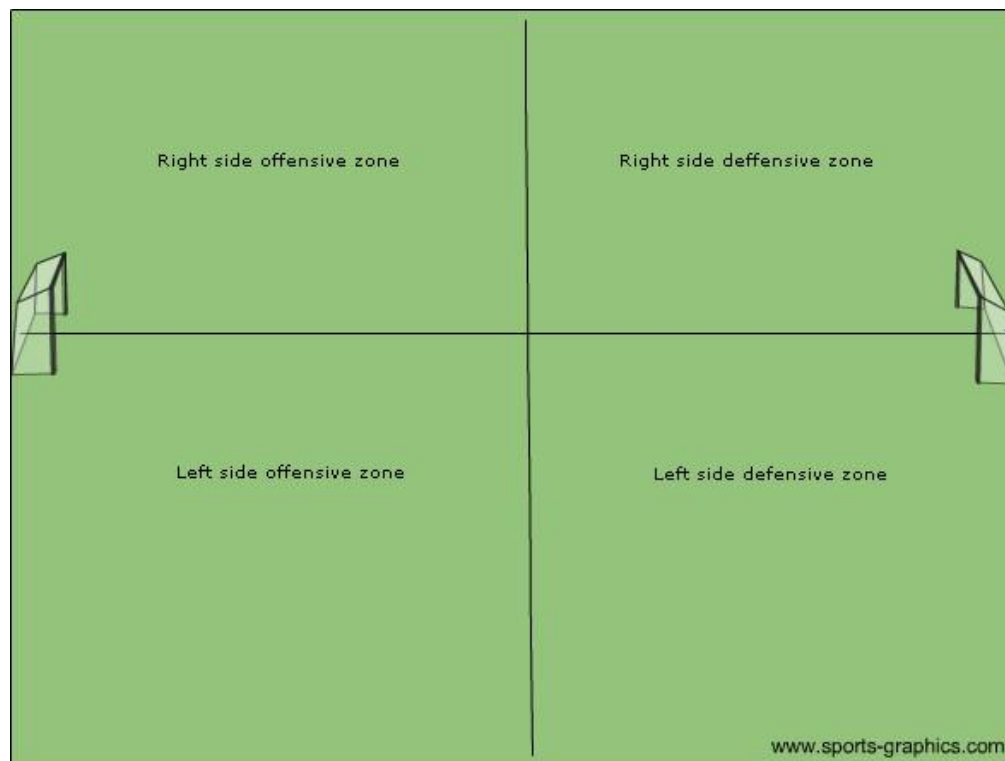 Right side offensive zone
Right side deffensive zone
Left side offensive zone
Left side defensive zone
www.sports-graphics.com